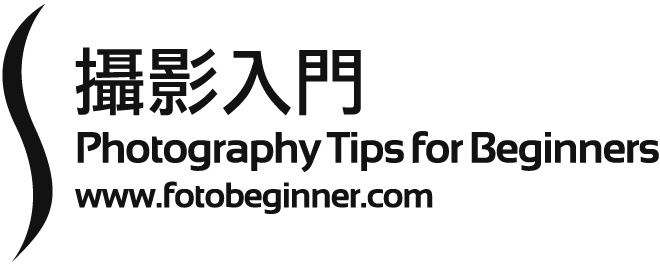 攝影入門
Photography Tips for Beginners
www.fotobeginner.com